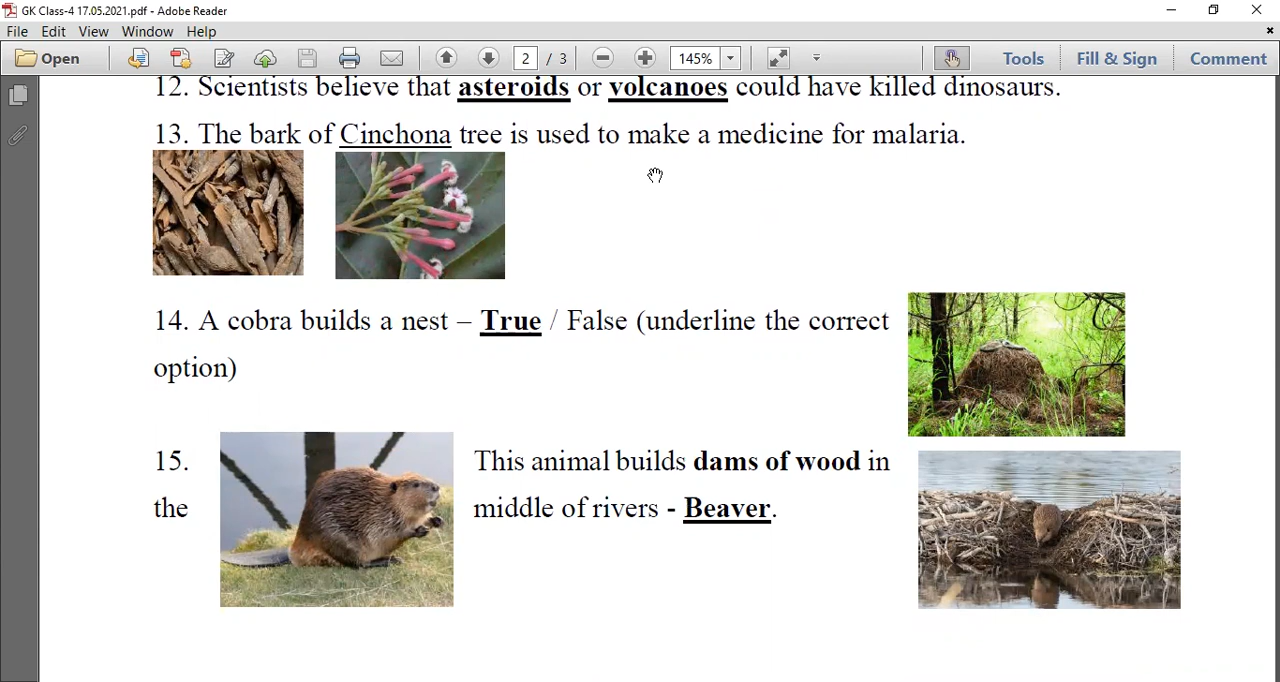 GK Class-4 17.05.2021.pdf - Adobe Reader
File Edit View Window Help
Open 2 / 3 145% Tools Fill & Sign Comment
12. Scientists believe that asteroids or volcanoes could have killed dinosaurs.
13. The bark of Cinchona tree is used to make a medicine for malaria.
14. A cobra builds a nest – True / False (underline the correct
option)
15. This animal builds dams of wood in
the middle of rivers - Beaver.